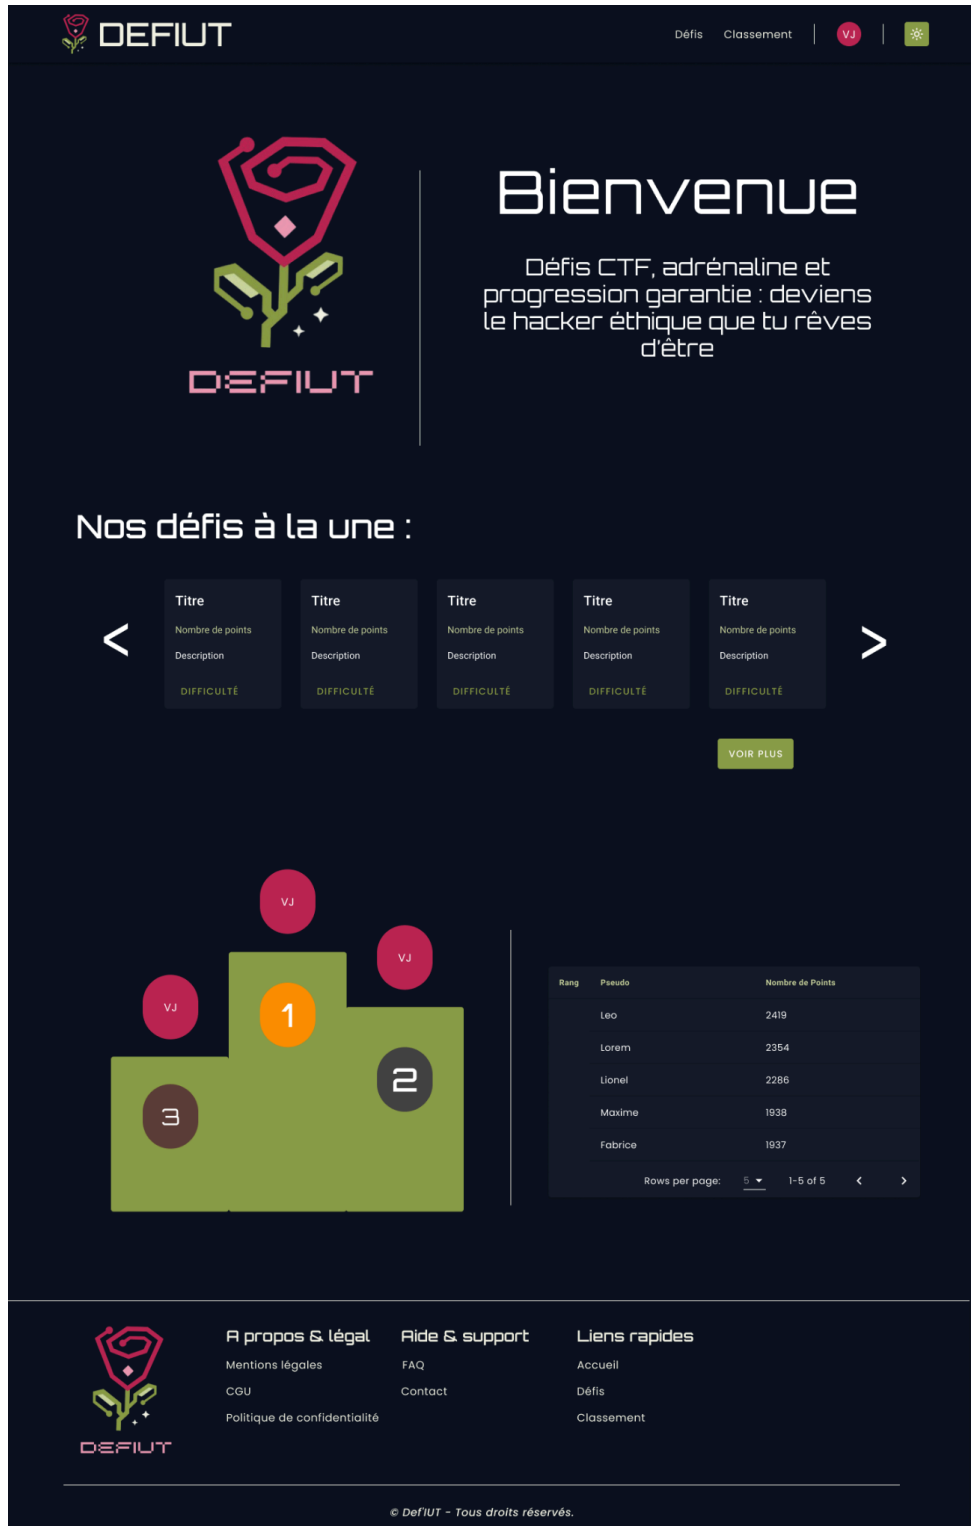 DEFIUT
Défis Classement VJ
DEFIUT
Bienvenue
Défis CTF, adrénaline et
progression garantie : deviens
le hacker éthique que tu rêves
d'être
Nos défis à la une :
< Titre Titre Titre Titre Titre >
Nombre de points Nombre de points Nombre de points Nombre de points Nombre de points
Description Description Description Description Description
DIFFICULTÉ DIFFICULTÉ DIFFICULTÉ DIFFICULTÉ DIFFICULTÉ
VOIR PLUS
VJ
VJ
VJ
1
2
3
Rang Pseudo Nombre de Points
Leo 2419
Lorem 2354
Lionel 2286
Maxime 1938
Fabrice 1937
Rows per page: 5 1-5 of 5 < >
DEFIUT
A propos & légal
Mentions légales
CGU
Politique de confidentialité
Aide & support
FAQ
Contact
Liens rapides
Accueil
Défis
Classement
© Def'IUT - Tous droits réservés.